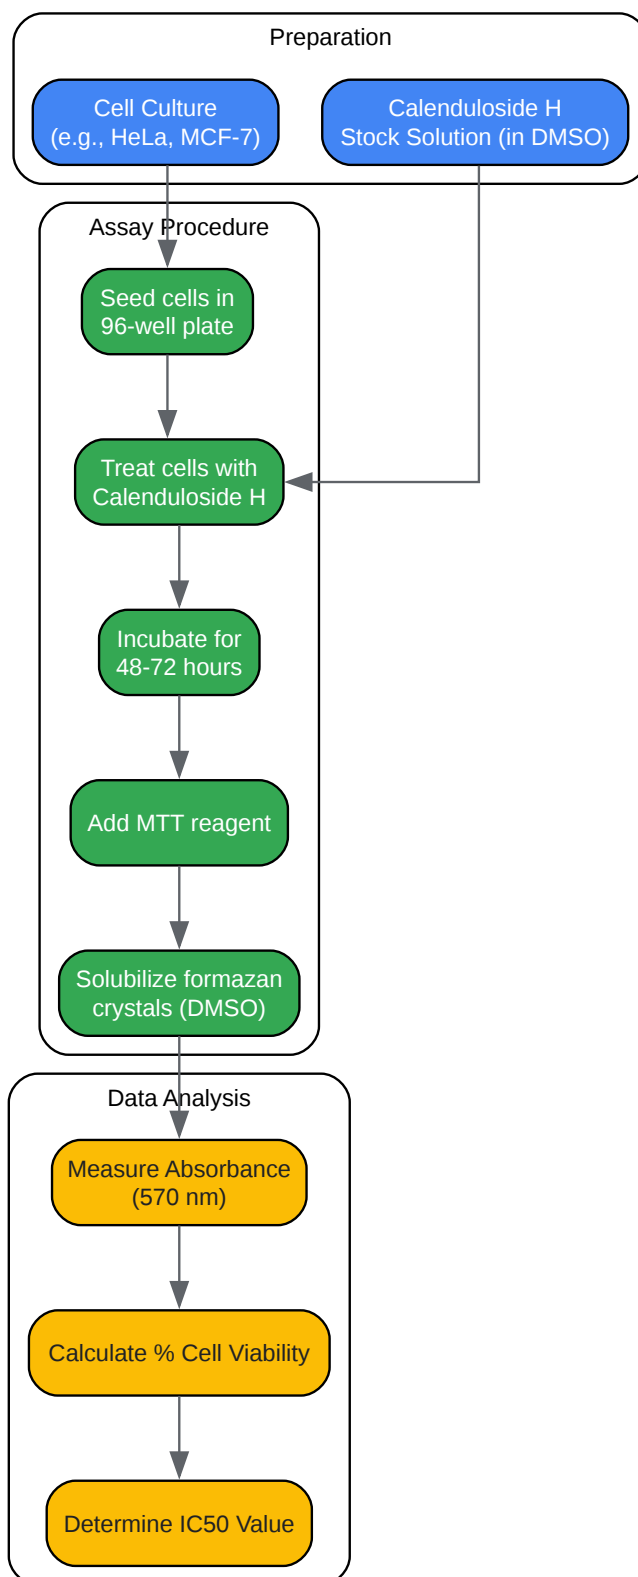 Preparation
Cell Culture
(e.g., HeLa, MCF-7)
Calenduloside H
Stock Solution (in DMSO)
Assay Procedure
Seed cells in
96-well plate
Treat cells with
Calenduloside H
Incubate for
48-72 hours
Add MTT reagent
Solubilize formazan
crystals (DMSO)
Data Analysis
Measure Absorbance
(570 nm)
Calculate % Cell Viability
Determine IC50 Value